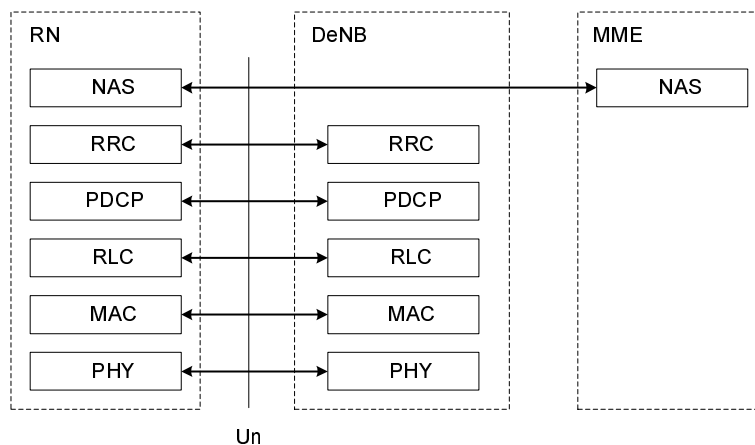 RN DeNB MME
NAS NAS
RRC RRC
PDCP PDCP
RLC RLC
MAC MAC
PHY PHY
Un